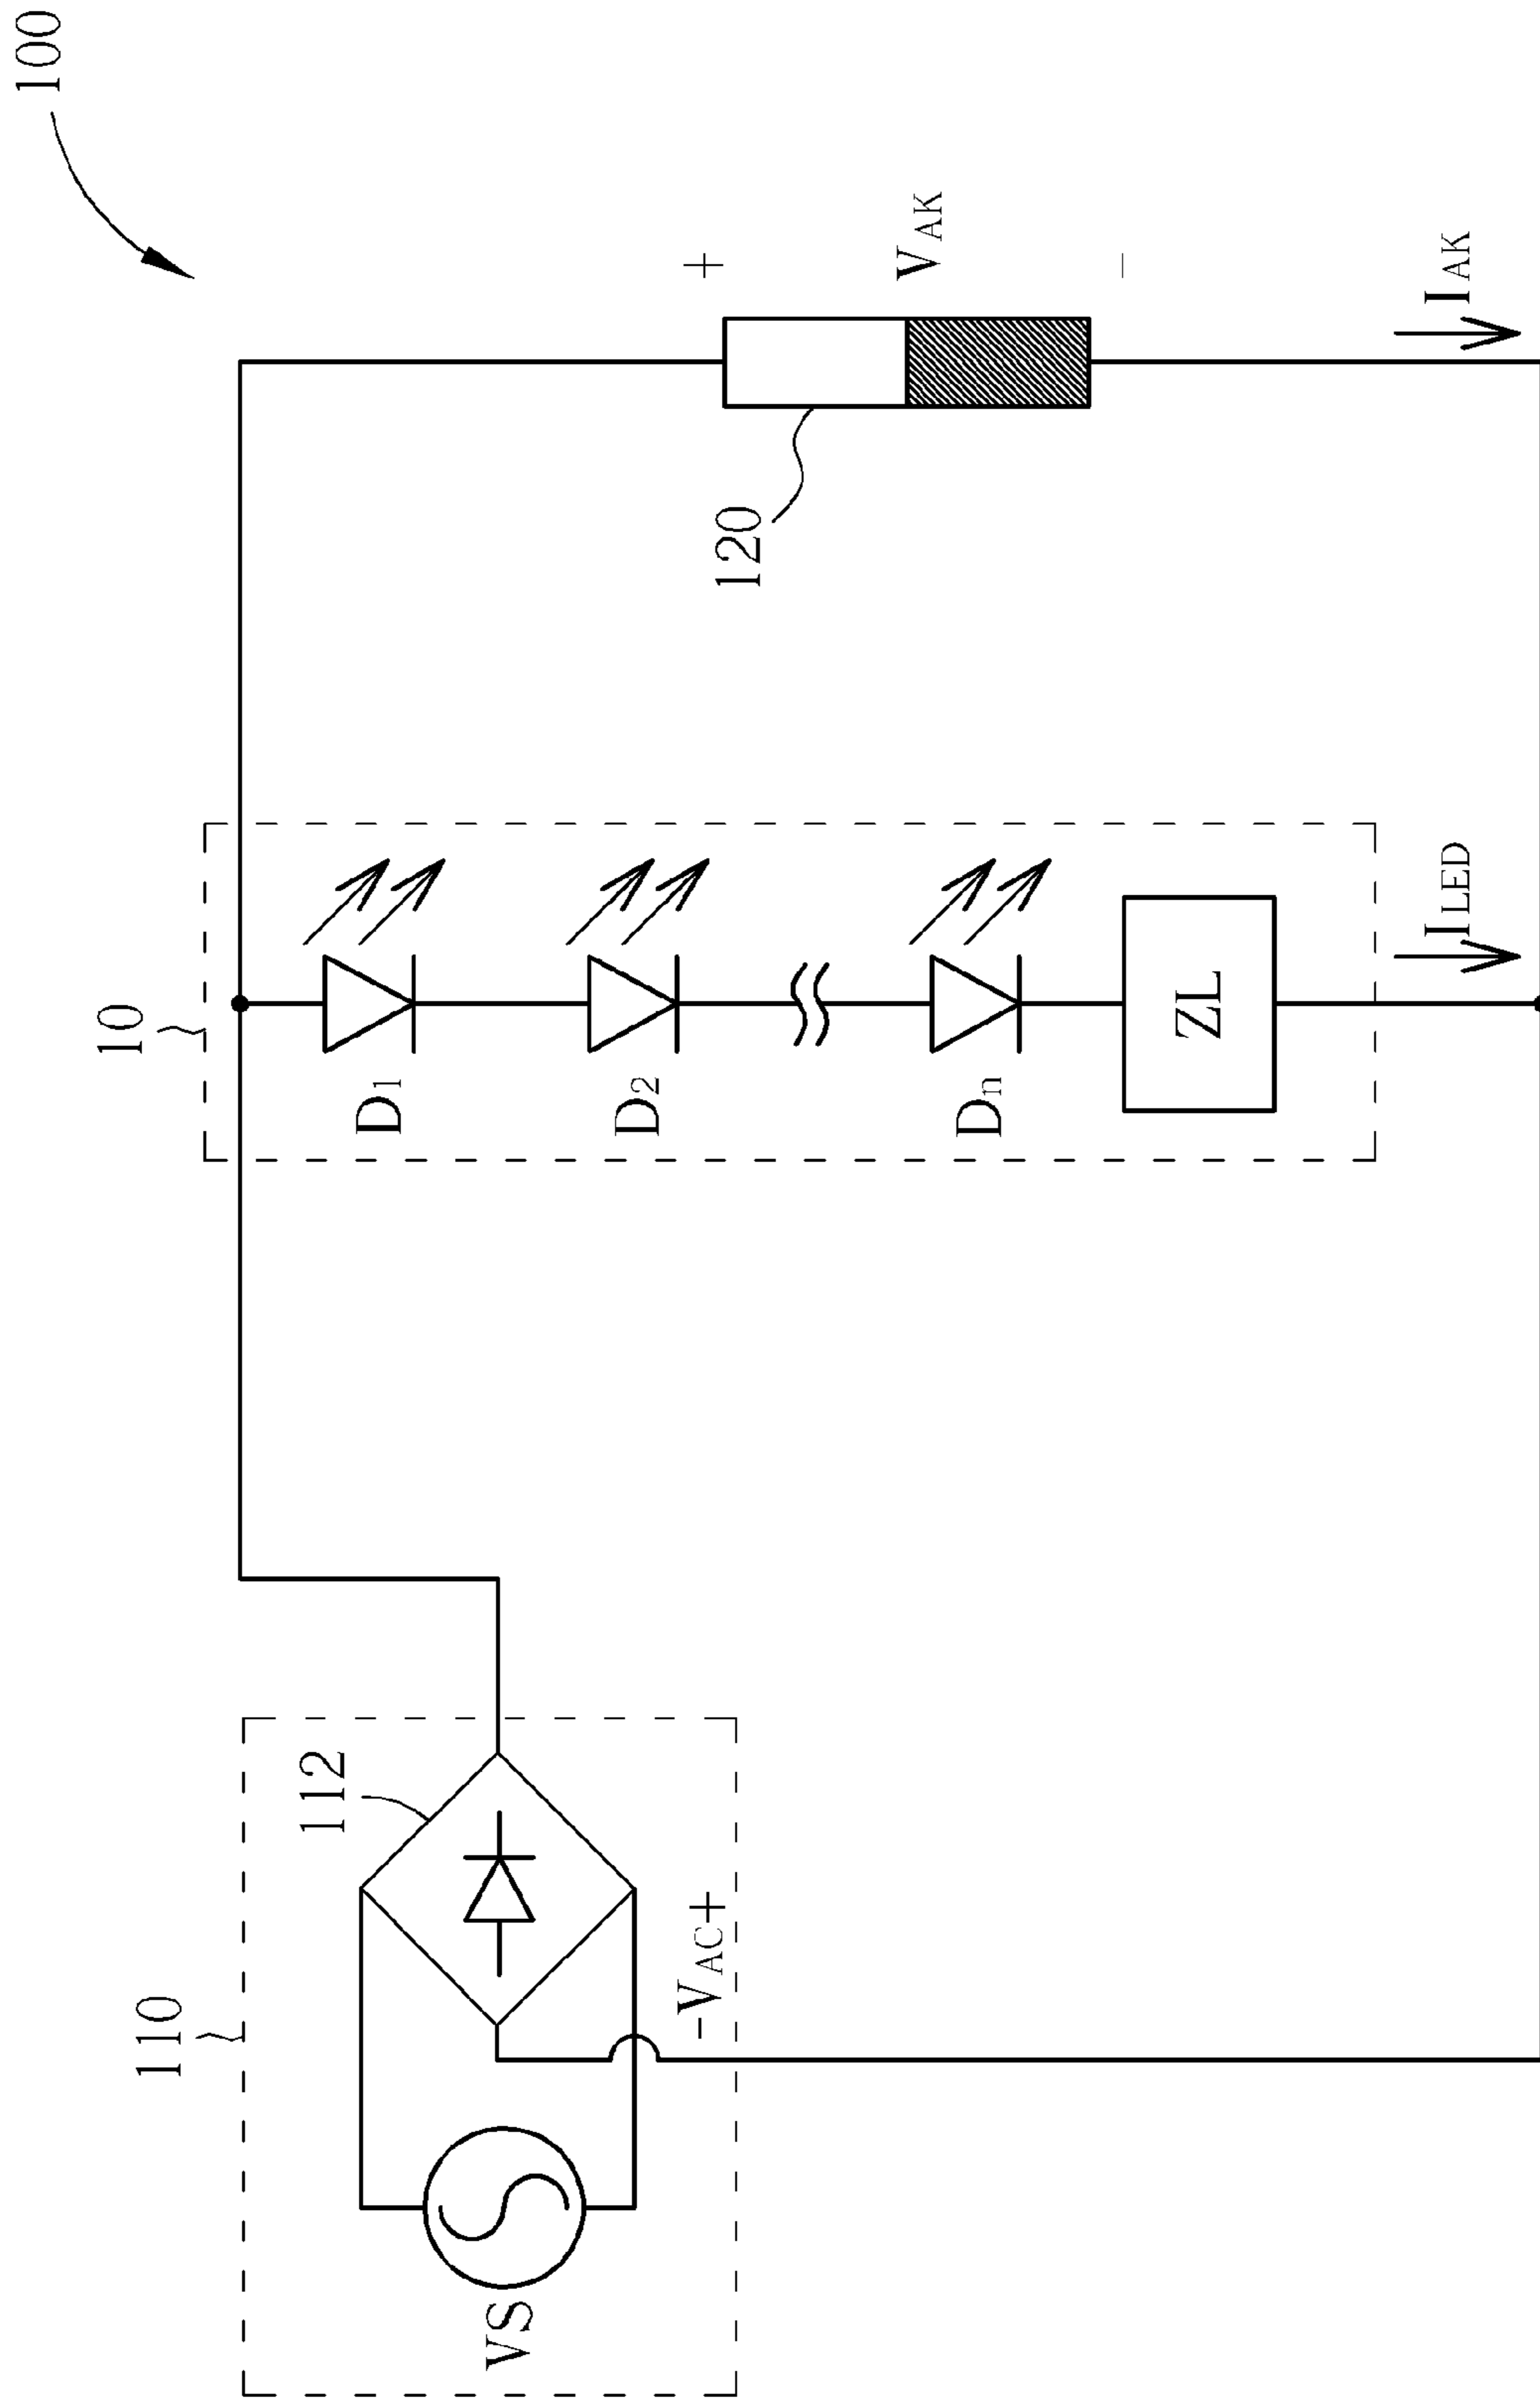 100
110
112
VS
-VAC+
10
D1
D2
Dn
ZL
ILED
120
+
VAK
-
IAK